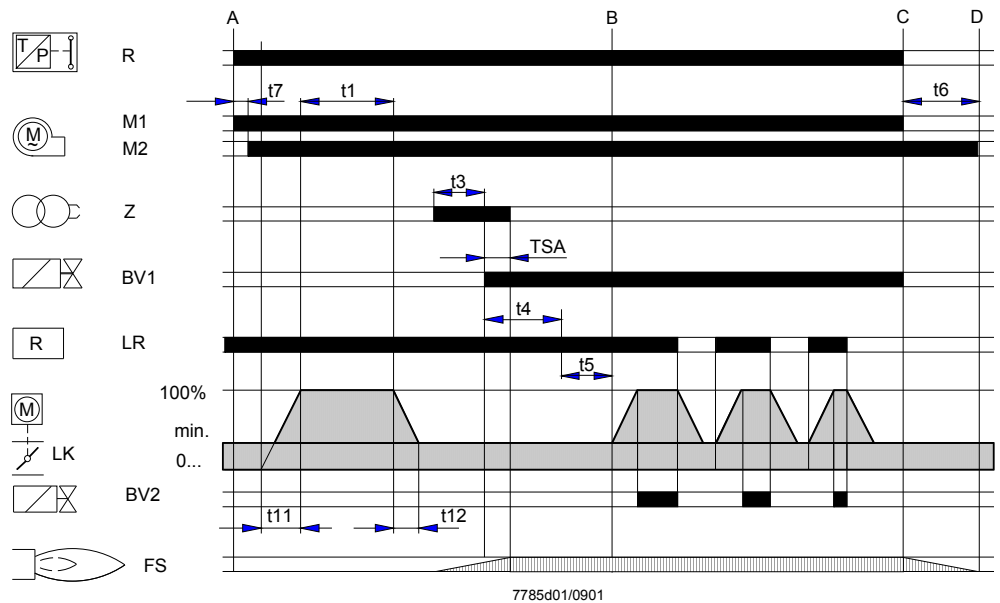 A B C D
T P R
t7 t1 t6
M1
M ~
M2
t3
Z
TSA
BV1
t4
R LR
t5
100%
M
min.
LK
0...
BV2
t11 t12
FS
7785d01/0901